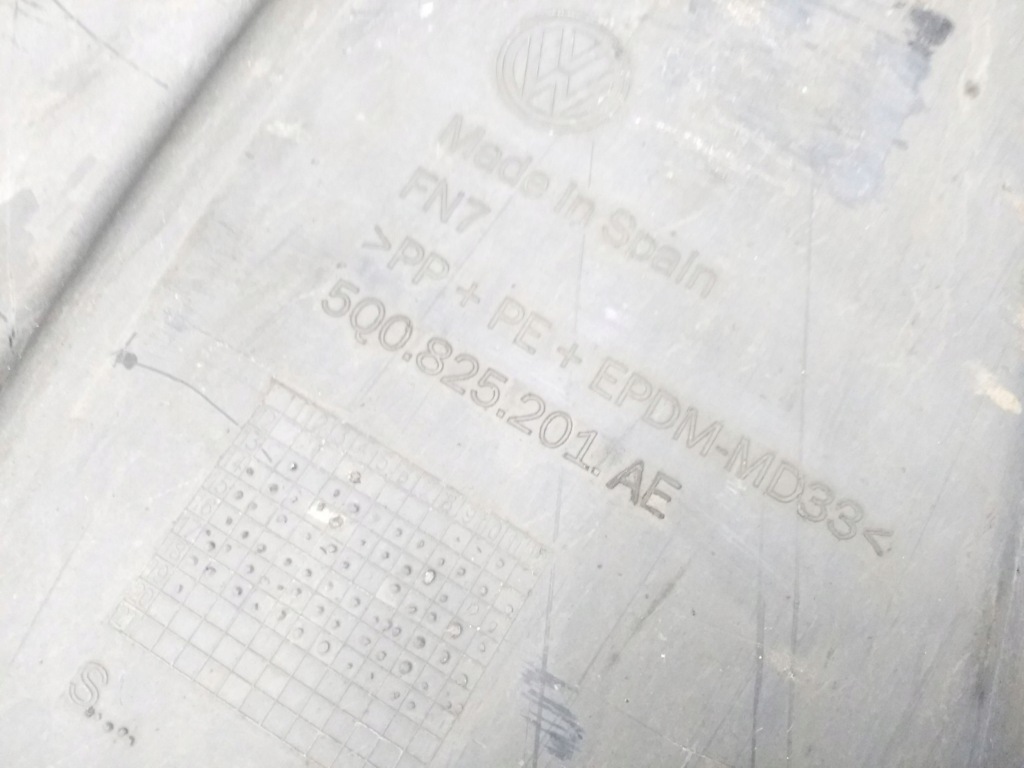 Made in Spain
FN7
>PP + PE + EPDM-MD33<
5Q0.825.201.AE
S